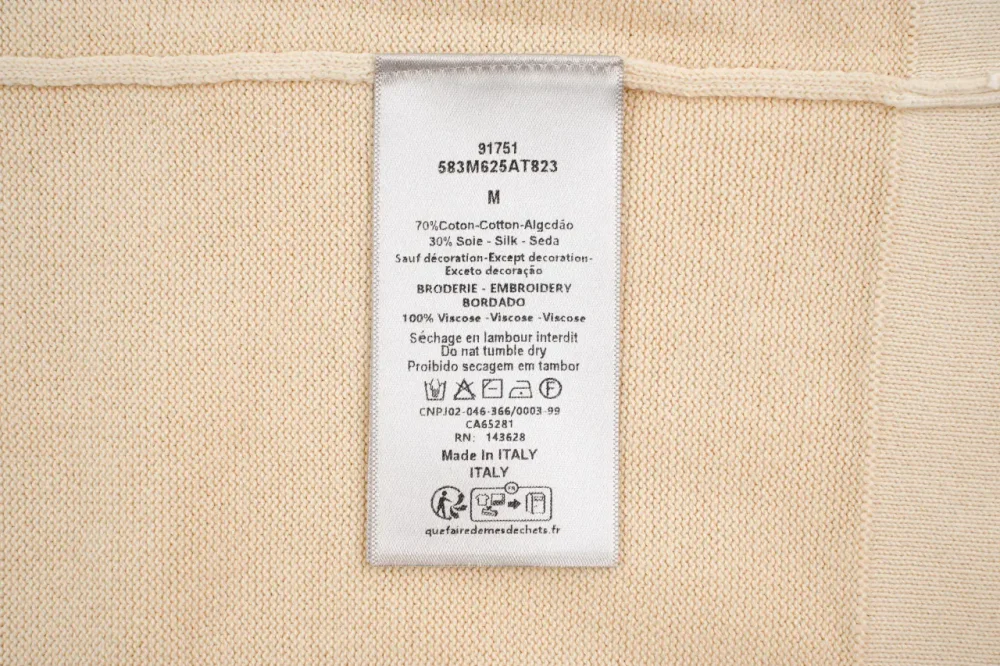 91751
583M625AT823
M
70%Coton-Cotton-Algcdão
30% Soie - Silk - Seda
Sauf décoration-Except decoration-
Exceto decoração
BRODERIE - EMBROIDERY
BORDADO
100% Viscose -Viscose -Viscose
Séchage en lambour interdit
Do nat tumble dry
Proibido secagem em tambor
CNPJ02-046-366/0003-99
CA65281
RN: 143628
Made In ITALY
ITALY
FR
quefairedemesdechets.fr